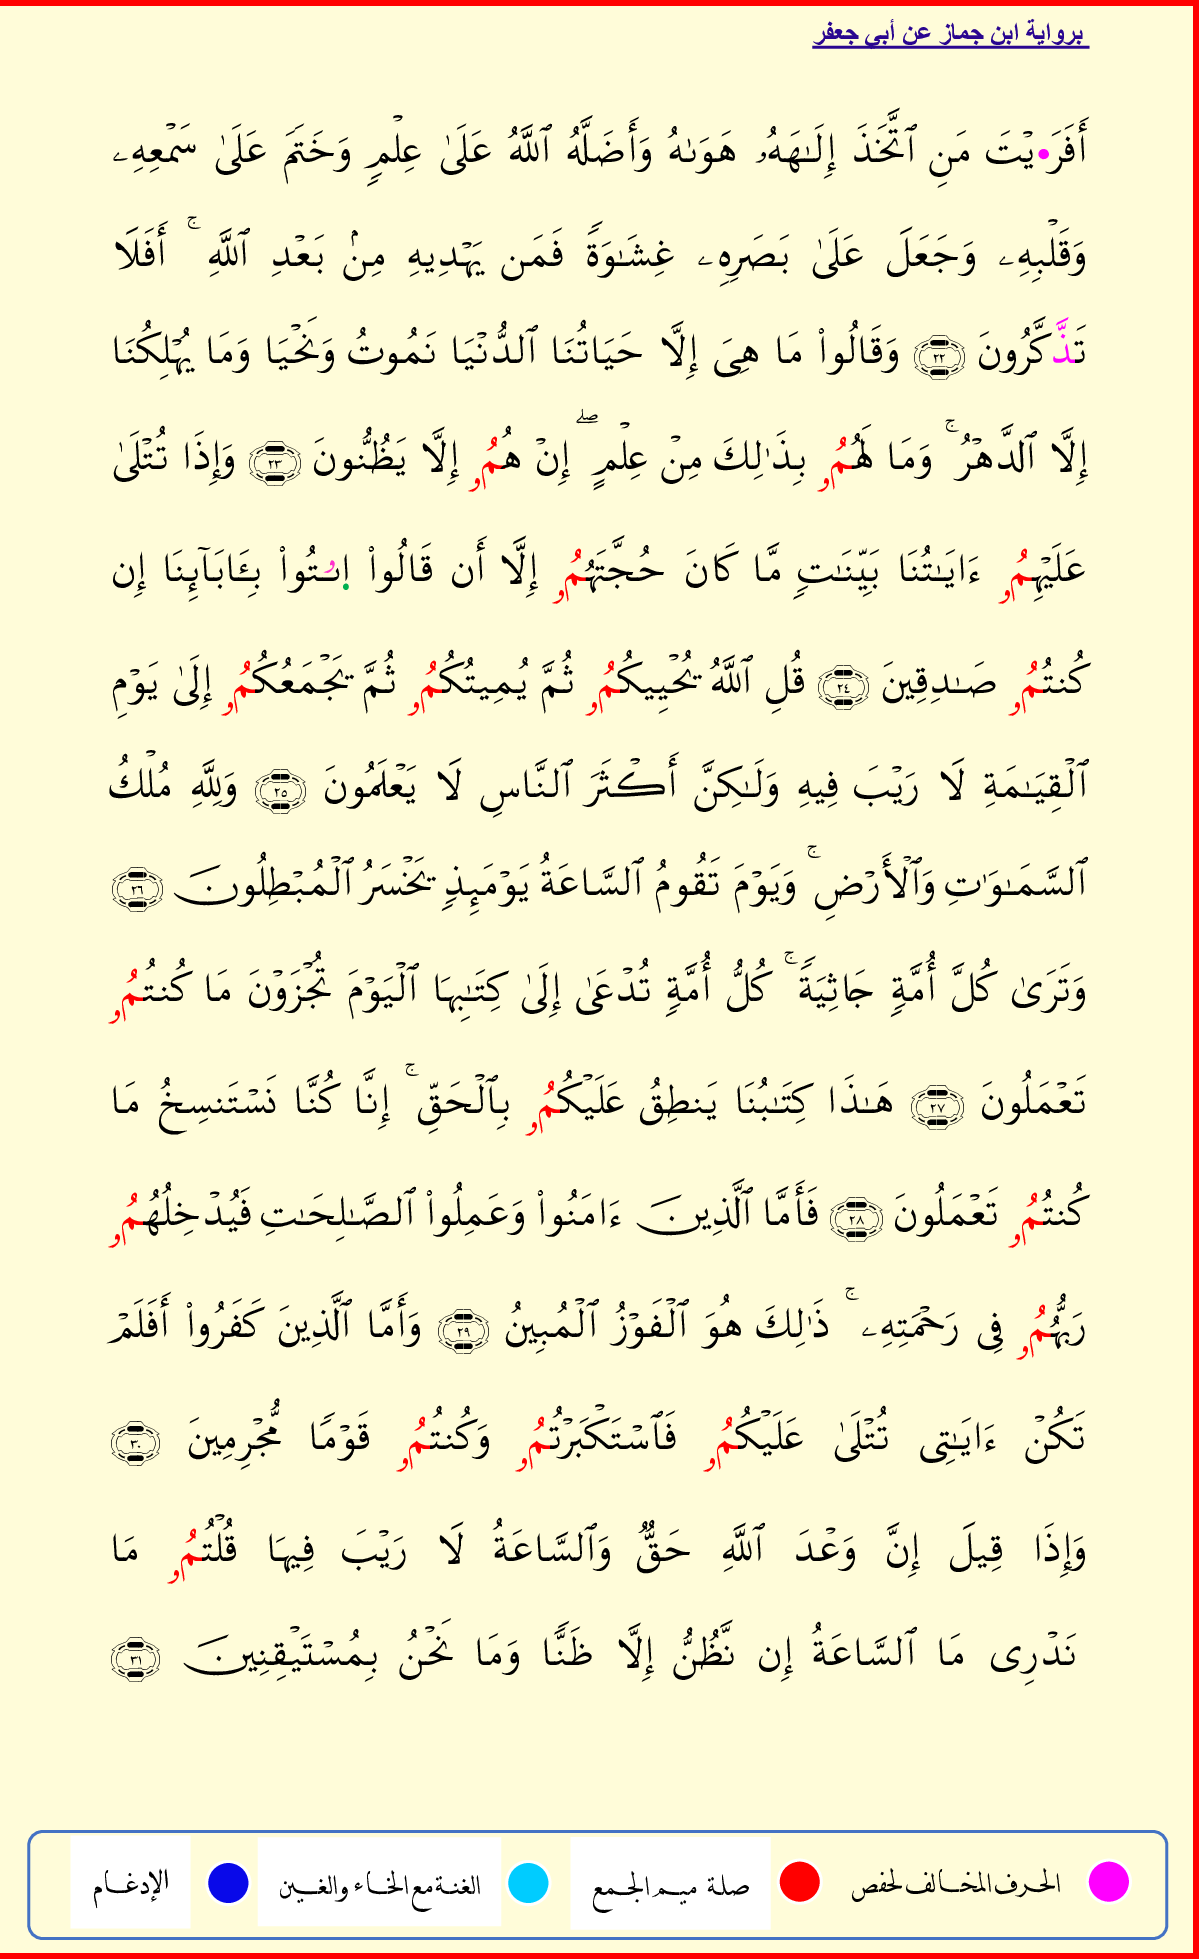 برواية ابن جماز عن أبي جعفر
أَفَرَ•يْتَ مَنِ ٱتَّخَذَ إِلَٰهَهُۥ هَوَىٰهُ وَأَضَلَّهُ ٱللَّهُ عَلَىٰ عِلْمٍ وَخَتَمَ عَلَىٰ سَمْعِهِۦ
وَقَلْبِهِۦ وَجَعَلَ عَلَىٰ بَصَرِهِۦ غِشَٰوَةً فَمَن يَهْدِيهِ مِنۢ بَعْدِ ٱللَّهِ ۚ أَفَلَا
تَذَّكَّرُونَ ٢٢ وَقَالُوا۟ مَا هِىَ إِلَّا حَيَاتُنَا ٱلدُّنْيَا نَمُوتُ وَنَحْيَا وَمَا يُهْلِكُنَا
إِلَّا ٱلدَّهْرُ ۚ وَمَا لَهُمُۥ بِذَٰلِكَ مِنْ عِلْمٍ ۖ إِنْ هُمُۥ إِلَّا يَظُنُّونَ ٢٣ وَإِذَا تُتْلَىٰ
عَلَيْهِمُۥ ءَايَٰتُنَا بَيِّنَٰتٍ مَّا كَانَ حُجَّتَهُمُۥ إِلَّا أَن قَالُوا۟ ٱئْتُوا۟ بِـَٔابَآئِنَا إِن
كُنتُمُۥ صَٰدِقِينَ ٢٤ قُلِ ٱللَّهُ يُحْيِيكُمُۥ ثُمَّ يُمِيتُكُمُۥ ثُمَّ يَجْمَعُكُمُۥ إِلَىٰ يَوْمِ
ٱلْقِيَٰمَةِ لَا رَيْبَ فِيهِ وَلَٰكِنَّ أَكْثَرَ ٱلنَّاسِ لَا يَعْلَمُونَ ٢٥ وَلِلَّهِ مُلْكُ
ٱلسَّمَٰوَٰتِ وَٱلْأَرْضِ ۚ وَيَوْمَ تَقُومُ ٱلسَّاعَةُ يَوْمَئِذٍ يَخْسَرُ ٱلْمُبْطِلُونَ ٢٦
وَتَرَىٰ كُلَّ أُمَّةٍ جَاثِيَةً ۚ كُلُّ أُمَّةٍ تُدْعَىٰ إِلَىٰ كِتَٰبِهَا ٱلْيَوْمَ تُجْزَوْنَ مَا كُنتُمُۥ
تَعْمَلُونَ ٢٧ هَٰذَا كِتَٰبُنَا يَنطِقُ عَلَيْكُمُۥ بِٱلْحَقِّ ۚ إِنَّا كُنَّا نَسْتَنسِخُ مَا
كُنتُمُۥ تَعْمَلُونَ ٢٨ فَأَمَّا ٱلَّذِينَ ءَامَنُوا۟ وَعَمِلُوا۟ ٱلصَّٰلِحَٰتِ فَيُدْخِلُهُمُۥ
رَبُّهُمُۥ فِى رَحْمَتِهِۦ ۚ ذَٰلِكَ هُوَ ٱلْفَوْزُ ٱلْمُبِينُ ٢٩ وَأَمَّا ٱلَّذِينَ كَفَرُوا۟ أَفَلَمْ
تَكُنْ ءَايَٰتِى تُتْلَىٰ عَلَيْكُمُۥ فَٱسْتَكْبَرْتُمُۥ وَكُنتُمُۥ قَوْمًا مُّجْرِمِينَ ٣٠
وَإِذَا قِيلَ إِنَّ وَعْدَ ٱللَّهِ حَقٌّ وَٱلسَّاعَةُ لَا رَيْبَ فِيهَا قُلْتُمُۥ مَا
نَدْرِى مَا ٱلسَّاعَةُ إِن نَّظُنُّ إِلَّا ظَنًّا وَمَا نَحْنُ بِمُسْتَيْقِنِينَ ٣١
الحرف المخالف لحفص صلة ميم الجمع الغنة مع الخاء والغين الإدغام